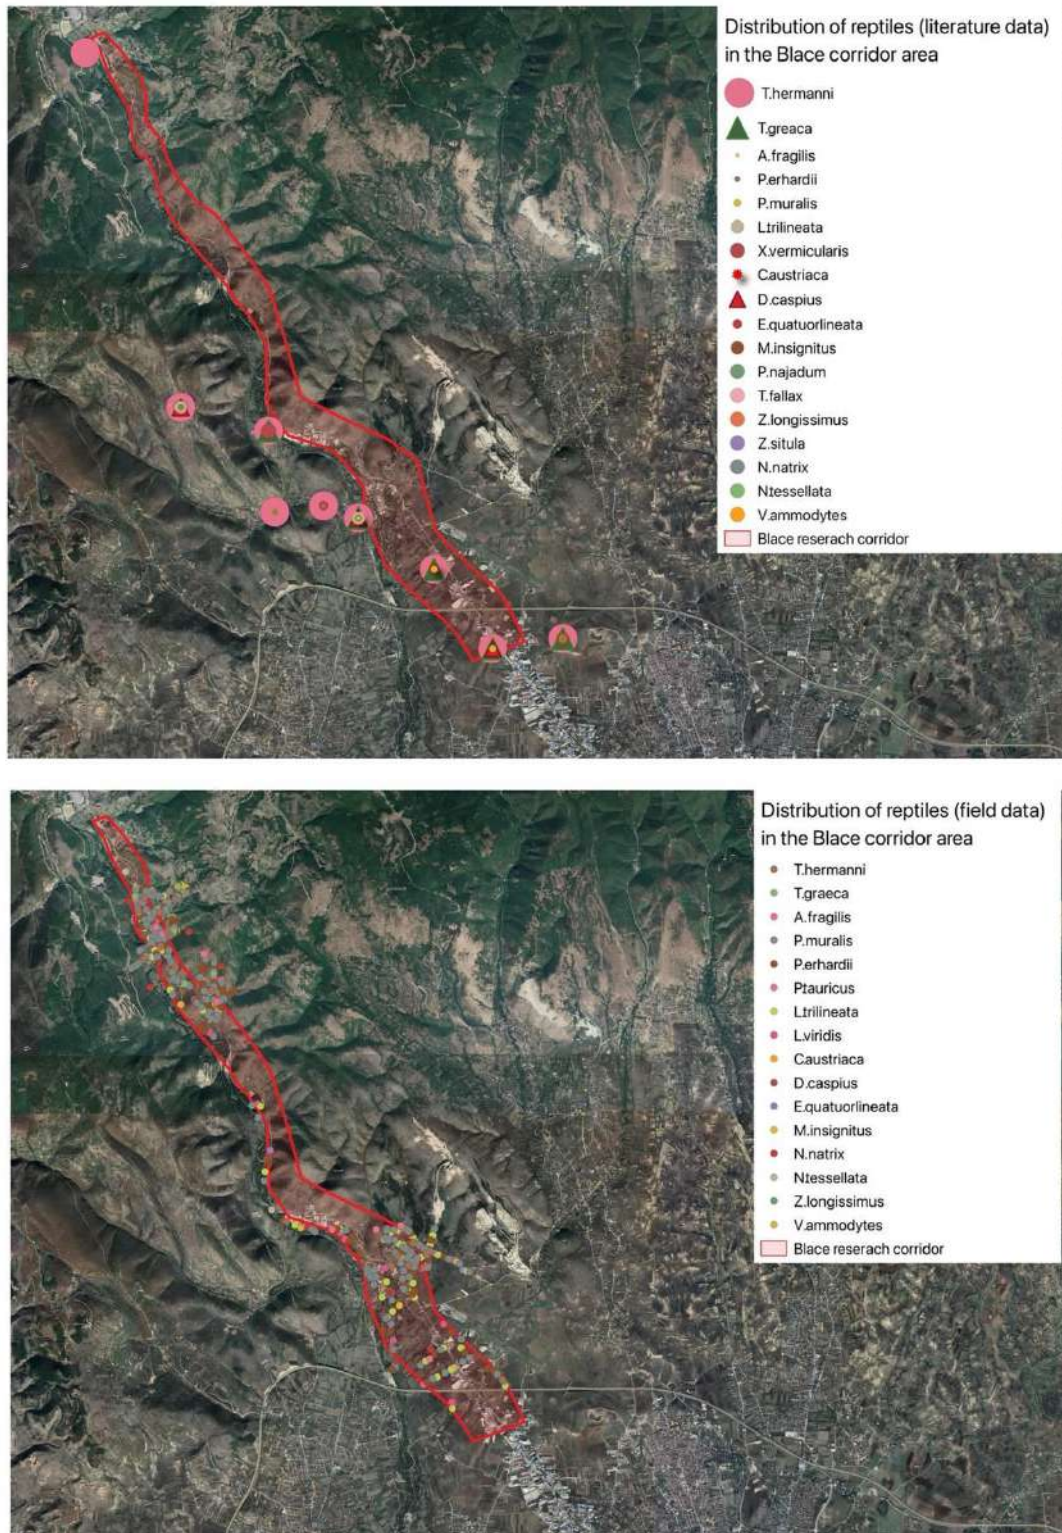 Distribution of reptiles (literature data)
in the Blace corridor area
T.hermanni
T.greaca
A.fragilis
P.erhardii
P.muralis
L.trilineata
X.vermicularis
C.austriaca
D.caspius
E.quatuorlineata
M.insignitus
P.najadum
T.fallax
Z.longissimus
Z.situla
N.natrix
N.tessellata
V.ammodytes
Blace reserach corridor
Distribution of reptiles (field data)
in the Blace corridor area
T.hermanni
T.graeca
A.fragilis
P.muralis
P.erhardii
P.tauricus
L.trilineata
L.viridis
C.austriaca
D.caspius
E.quatuorlineata
M.insignitus
N.natrix
N.tessellata
Z.longissimus
V.ammodytes
Blace reserach corridor